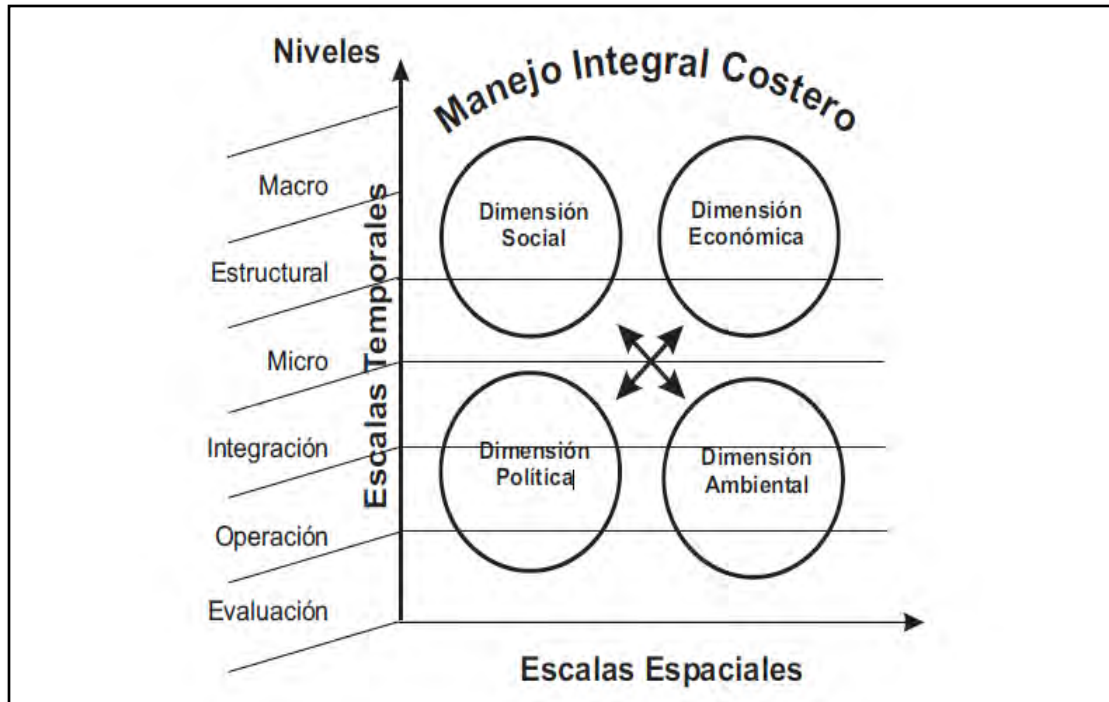 Niveles
Manejo Integral Costero
Macro
Estructural
Micro
Integración
Operación
Evaluación
Escalas Temporales
Dimensión
Social
Dimensión
Económica
Dimensión
Política
Dimensión
Ambiental
Escalas Espaciales